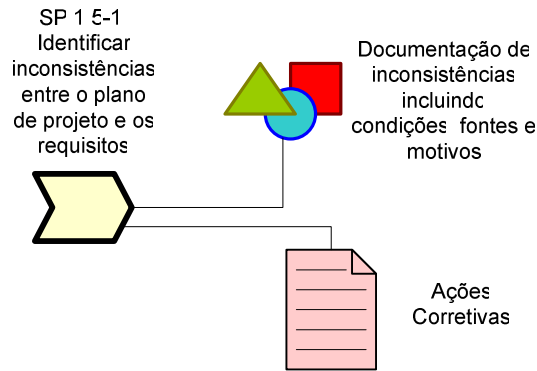 SP 1 5-1
Identificar
inconsistências
entre o plano
de projeto e os
requisitos
Documentação de
inconsistências
incluindo
condições fontes e
motivos
Ações
Corretivas